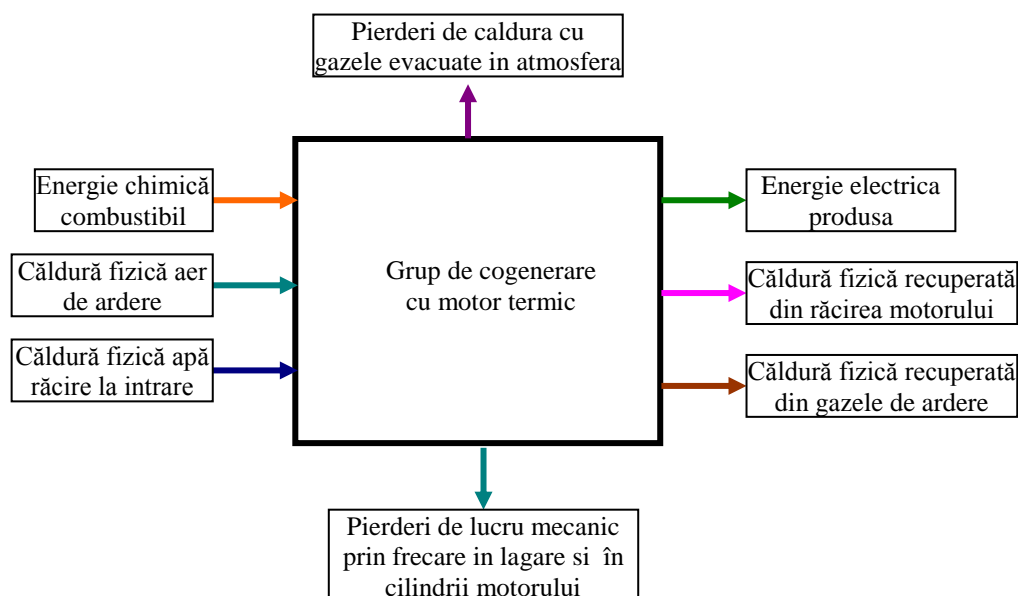 Pierderi de caldura cu
gazele evacuate in atmosfera
Energie chimică
combustibil
Căldură fizică aer
de ardere
Căldură fizică apă
răcire la intrare
Grup de cogenerare
cu motor termic
Energie electrica
produsa
Căldură fizică recuperată
din răcirea motorului
Căldură fizică recuperată
din gazele de ardere
Pierderi de lucru mecanic
prin frecare in lagare si în
cilindrii motorului